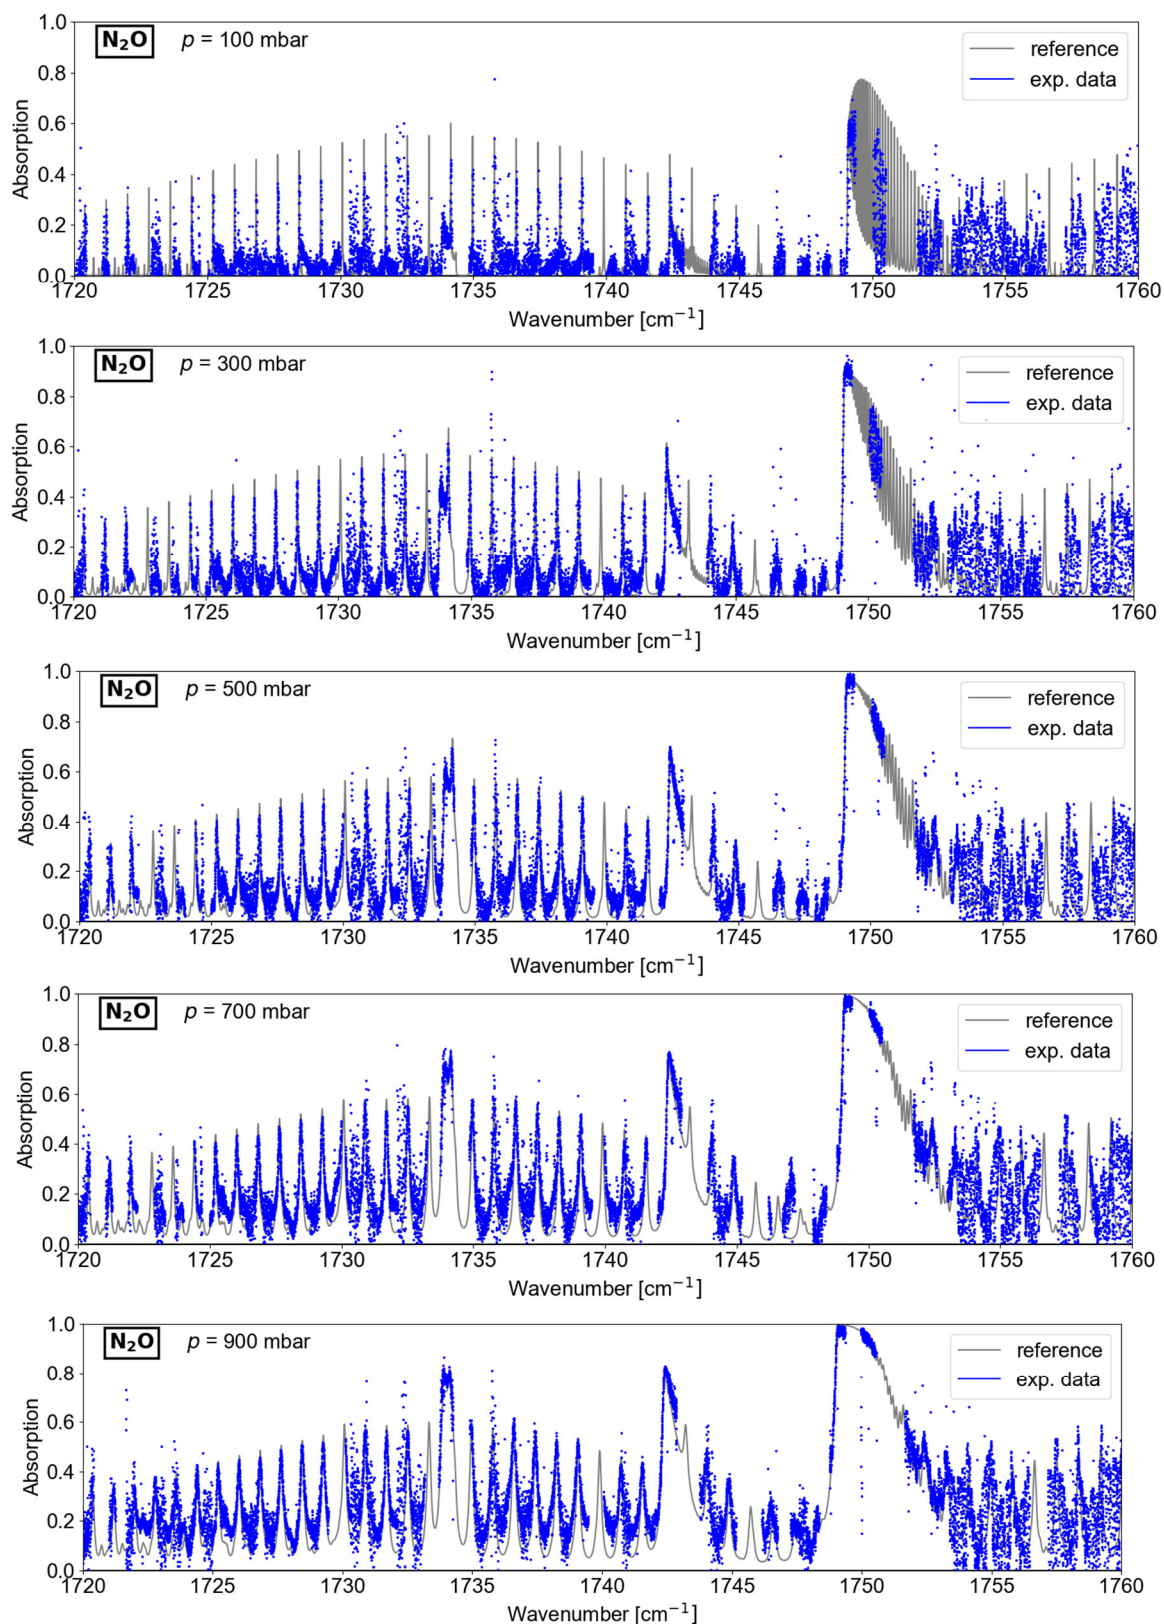 N₂O p = 100 mbar
reference
exp. data
Absorption
1.0
0.8
0.6
0.4
0.2
0.0
1720 1725 1730 1735 1740 1745 1750 1755 1760
Wavenumber [cm⁻¹]
N₂O p = 300 mbar
reference
exp. data
Absorption
1.0
0.8
0.6
0.4
0.2
0.0
1720 1725 1730 1735 1740 1745 1750 1755 1760
Wavenumber [cm⁻¹]
N₂O p = 500 mbar
reference
exp. data
Absorption
1.0
0.8
0.6
0.4
0.2
0.0
1720 1725 1730 1735 1740 1745 1750 1755 1760
Wavenumber [cm⁻¹]
N₂O p = 700 mbar
reference
exp. data
Absorption
1.0
0.8
0.6
0.4
0.2
0.0
1720 1725 1730 1735 1740 1745 1750 1755 1760
Wavenumber [cm⁻¹]
N₂O p = 900 mbar
reference
exp. data
Absorption
1.0
0.8
0.6
0.4
0.2
0.0
1720 1725 1730 1735 1740 1745 1750 1755 1760
Wavenumber [cm⁻¹]